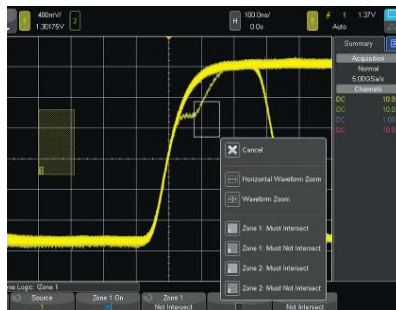 1 480mV/ 2 H 100.0ns/ T ⚡ 1 1.37V
1.30175V 0.0s Auto
Summary
Acquisition
Normal
5.00GSa/s
Channels
DC 10.0
DC 10.0
DC 1.00
DC 10.0
Cancel
Horizontal Waveform Zoom
Waveform Zoom
Zone 1: Must Intersect
Zone 1: Must Not Intersect
Zone 2: Must Intersect
Zone 2: Must Not Intersect
one Logic: !Zone 1
Source Zone 1 On Zone 1
1 Not Intersect Not Intersect